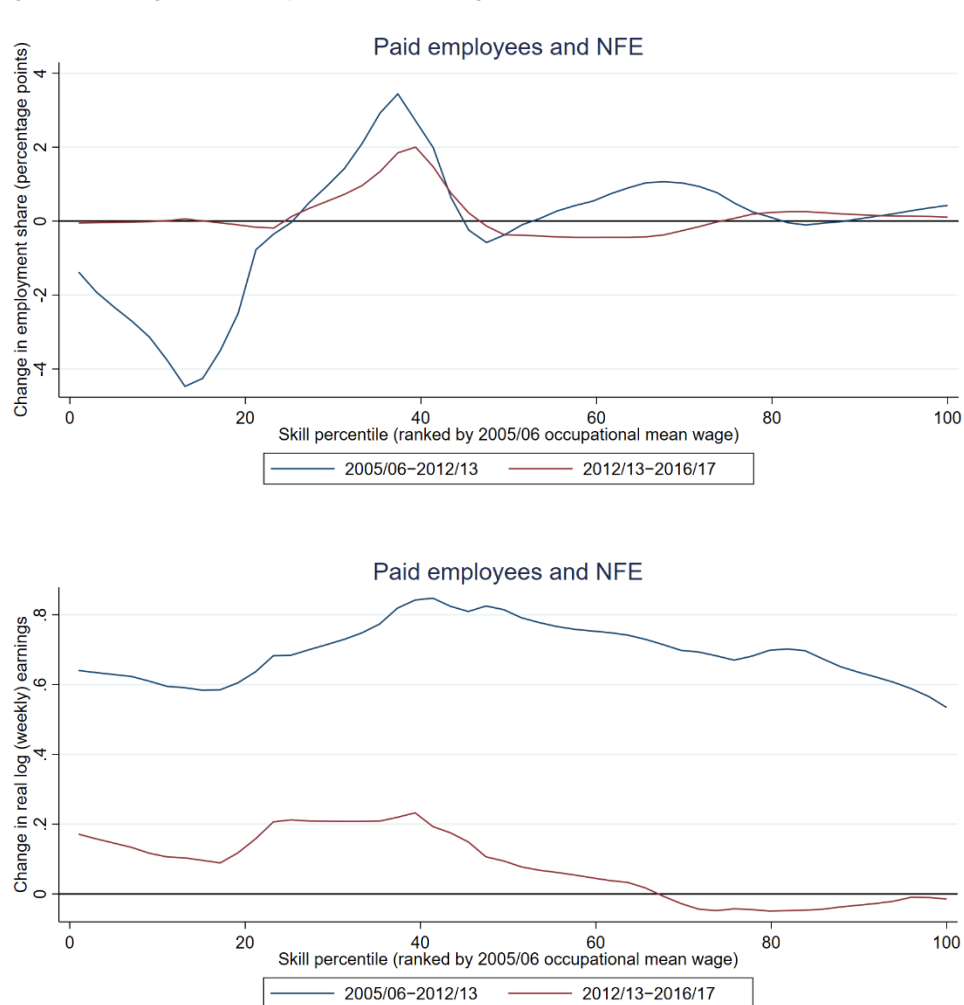 Paid employees and NFE
Change in employment share (percentage points)
4
2
0
-2
-4
0 20 40 60 80 100
Skill percentile (ranked by 2005/06 occupational mean wage)
2005/06−2012/13 2012/13−2016/17
Paid employees and NFE
Change in real log (weekly) earnings
.8
.6
.4
.2
0
0 20 40 60 80 100
Skill percentile (ranked by 2005/06 occupational mean wage)
2005/06−2012/13 2012/13−2016/17